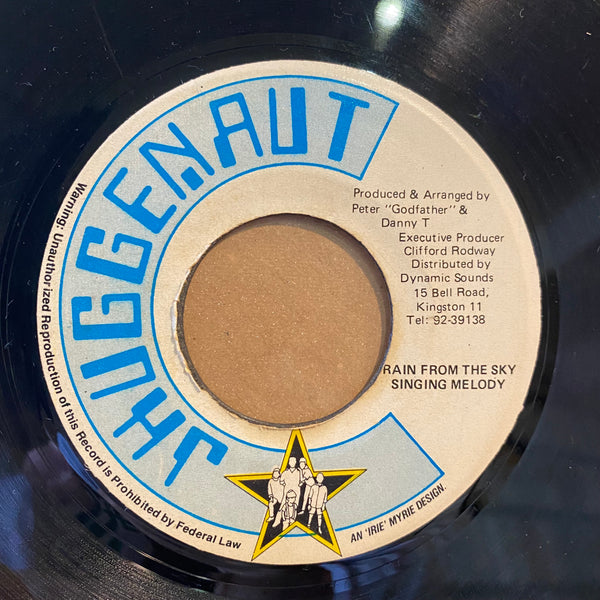 JHUGGENAUT
Produced & Arranged by
Peter "Godfather" &
Danny T
Executive Producer
Clifford Rodway
Distributed by
Dynamic Sounds
15 Bell Road,
Kingston 11
Tel: 92-39138
RAIN FROM THE SKY
SINGING MELODY
AN 'IRIE' MYRIE DESIGN.
Warning: Unauthorized Reproduction of this Record is Prohibited by Federal Law